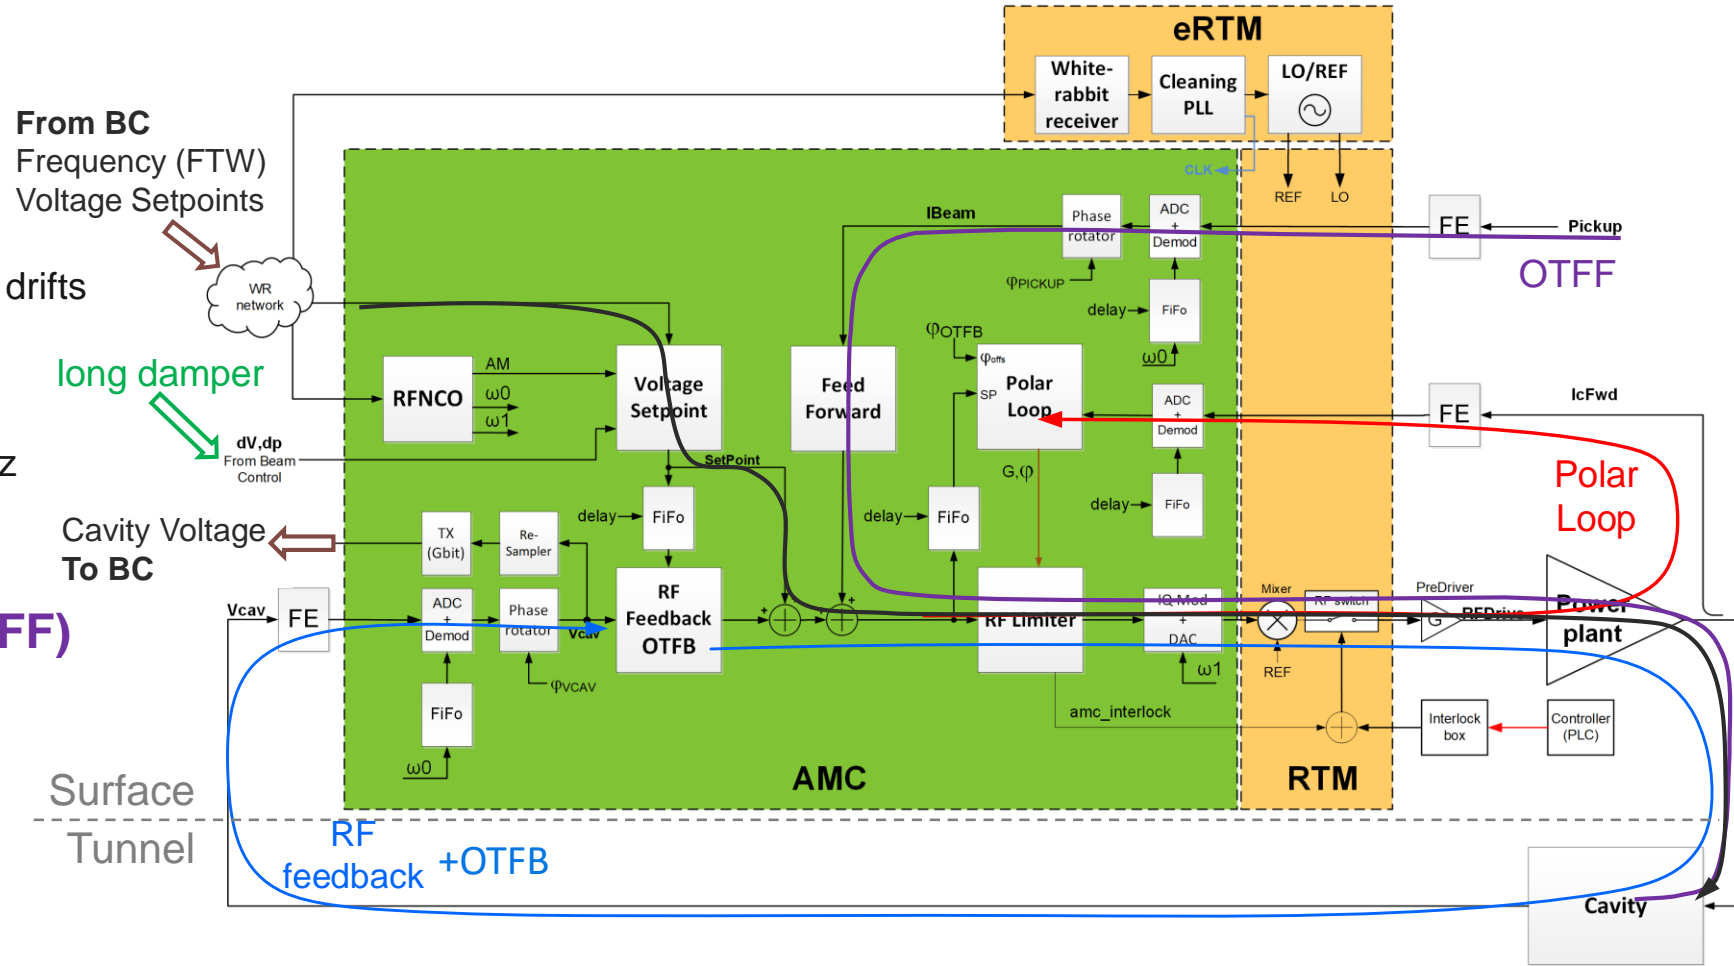 eRTM
White-
rabbit
receiver
Cleaning
PLL
LO/REF
From BC
Frequency (FTW)
Voltage Setpoints
CLK
REF
LO
IBeam
Phase
rotator
ADC
+
Demod
FE
Pickup
OTFF
φPICKUP
drifts
WR
network
delay
FiFo
ω0
φOTFB
φoffs
SP
Polar
Loop
long damper
RFNCO
AM
ω0
ω1
Voltage
Setpoint
Feed
Forward
ADC
+
Demod
FE
IcFwd
dV,dp
From Beam
Control
z
SetPoint
G,φ
Polar
Loop
delay
FiFo
delay
FiFo
delay
FiFo
Cavity Voltage
To BC
TX
(Gbit)
Re-
Sampler
FF)
Vcav
FE
ADC
+
Demod
Phase
rotator
Vcav
RF
Feedback
OTFB
+
+
+
RF Limiter
IQ Mod
+
DAC
Mixer
RF switch
PreDriver
G
RFDrive
Power
plant
φVCAV
REF
ω1
FiFo
ω0
amc_interlock
Interlock
box
Controller
(PLC)
AMC
RTM
Surface
Tunnel
RF
feedback
+OTFB
Cavity